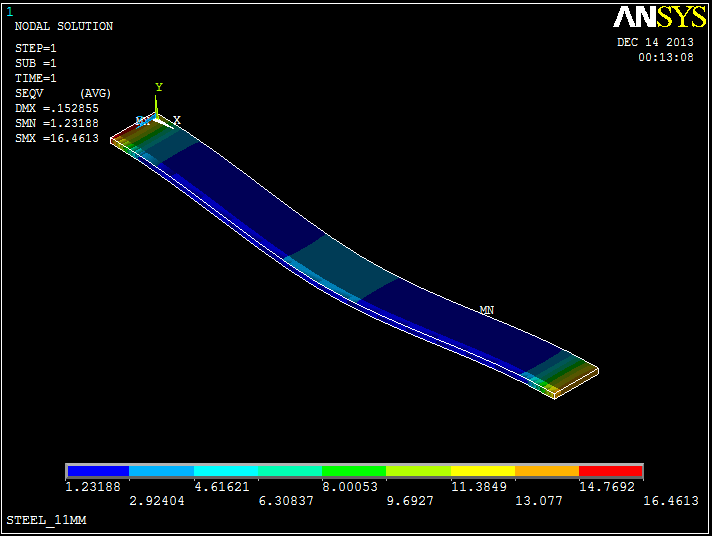 1
NODAL SOLUTION
STEP=1
SUB =1
TIME=1
SEQV     (AVG)
DMX =.152855
SMN =1.23188
SMX =16.4613
ANSYS
DEC 14 2013
00:13:08
Y
MX
X
MN
1.23188 4.61621 8.00053 11.3849 14.7692
2.92404 6.30837 9.6927 13.077 16.4613
STEEL_11MM